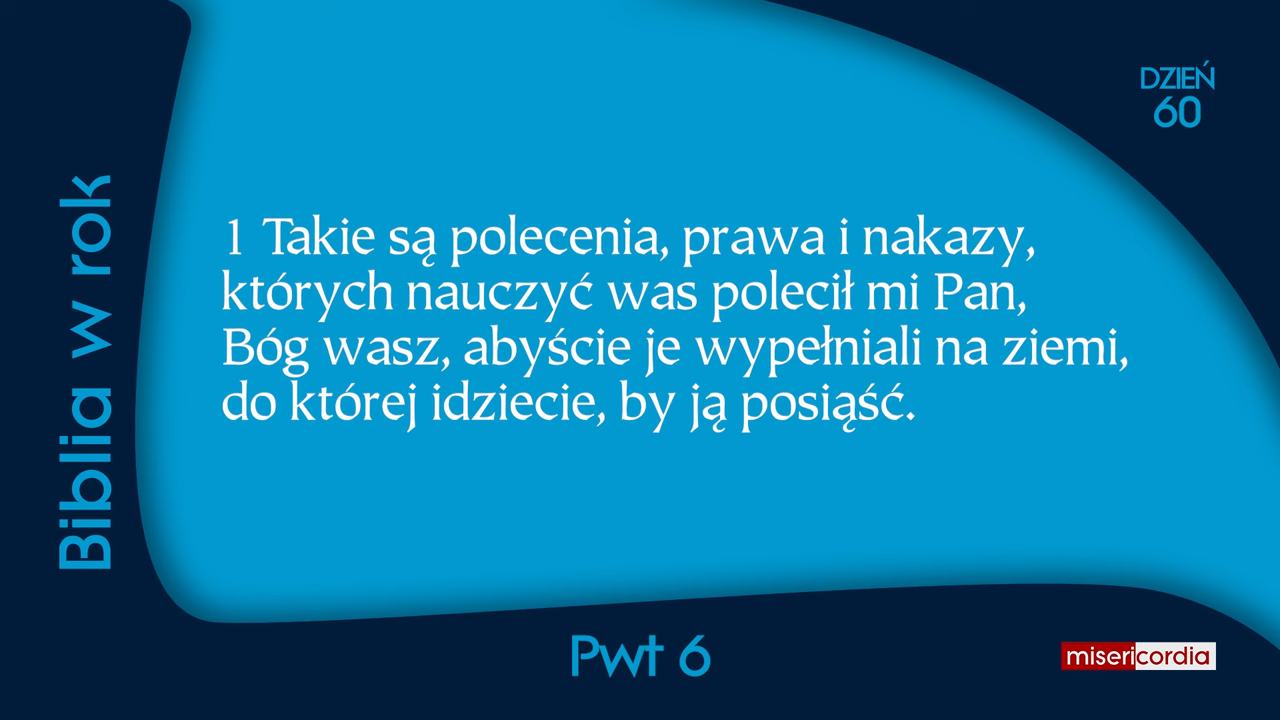 DZIEŃ
60
Biblia w rok
1 Takie są polecenia, prawa i nakazy,
których nauczyć was polecił mi Pan,
Bóg wasz, abyście je wypełniali na ziemi,
do której idziecie, by ją posiąść.
Pwt 6
misericordia